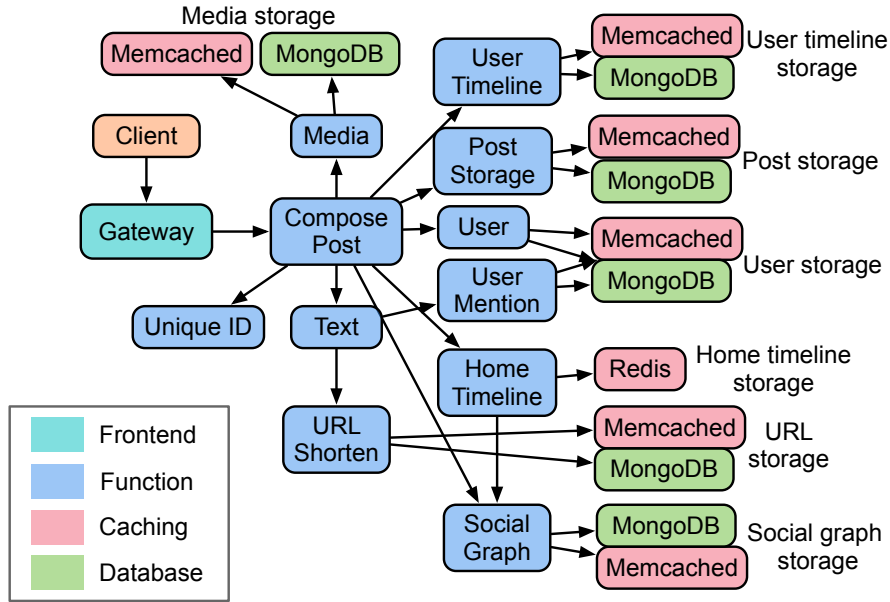 Media storage
Memcached
MongoDB
User
Timeline
Memcached
MongoDB
User timeline
storage
Client
Media
Post
Storage
Memcached
MongoDB
Post storage
Gateway
Compose
Post
User
Memcached
MongoDB
User storage
User
Mention
Unique ID
Text
Home
Timeline
Redis
Home timeline
storage
URL
Shorten
Memcached
MongoDB
URL
storage
Social
Graph
MongoDB
Memcached
Social graph
storage
Frontend
Function
Caching
Database